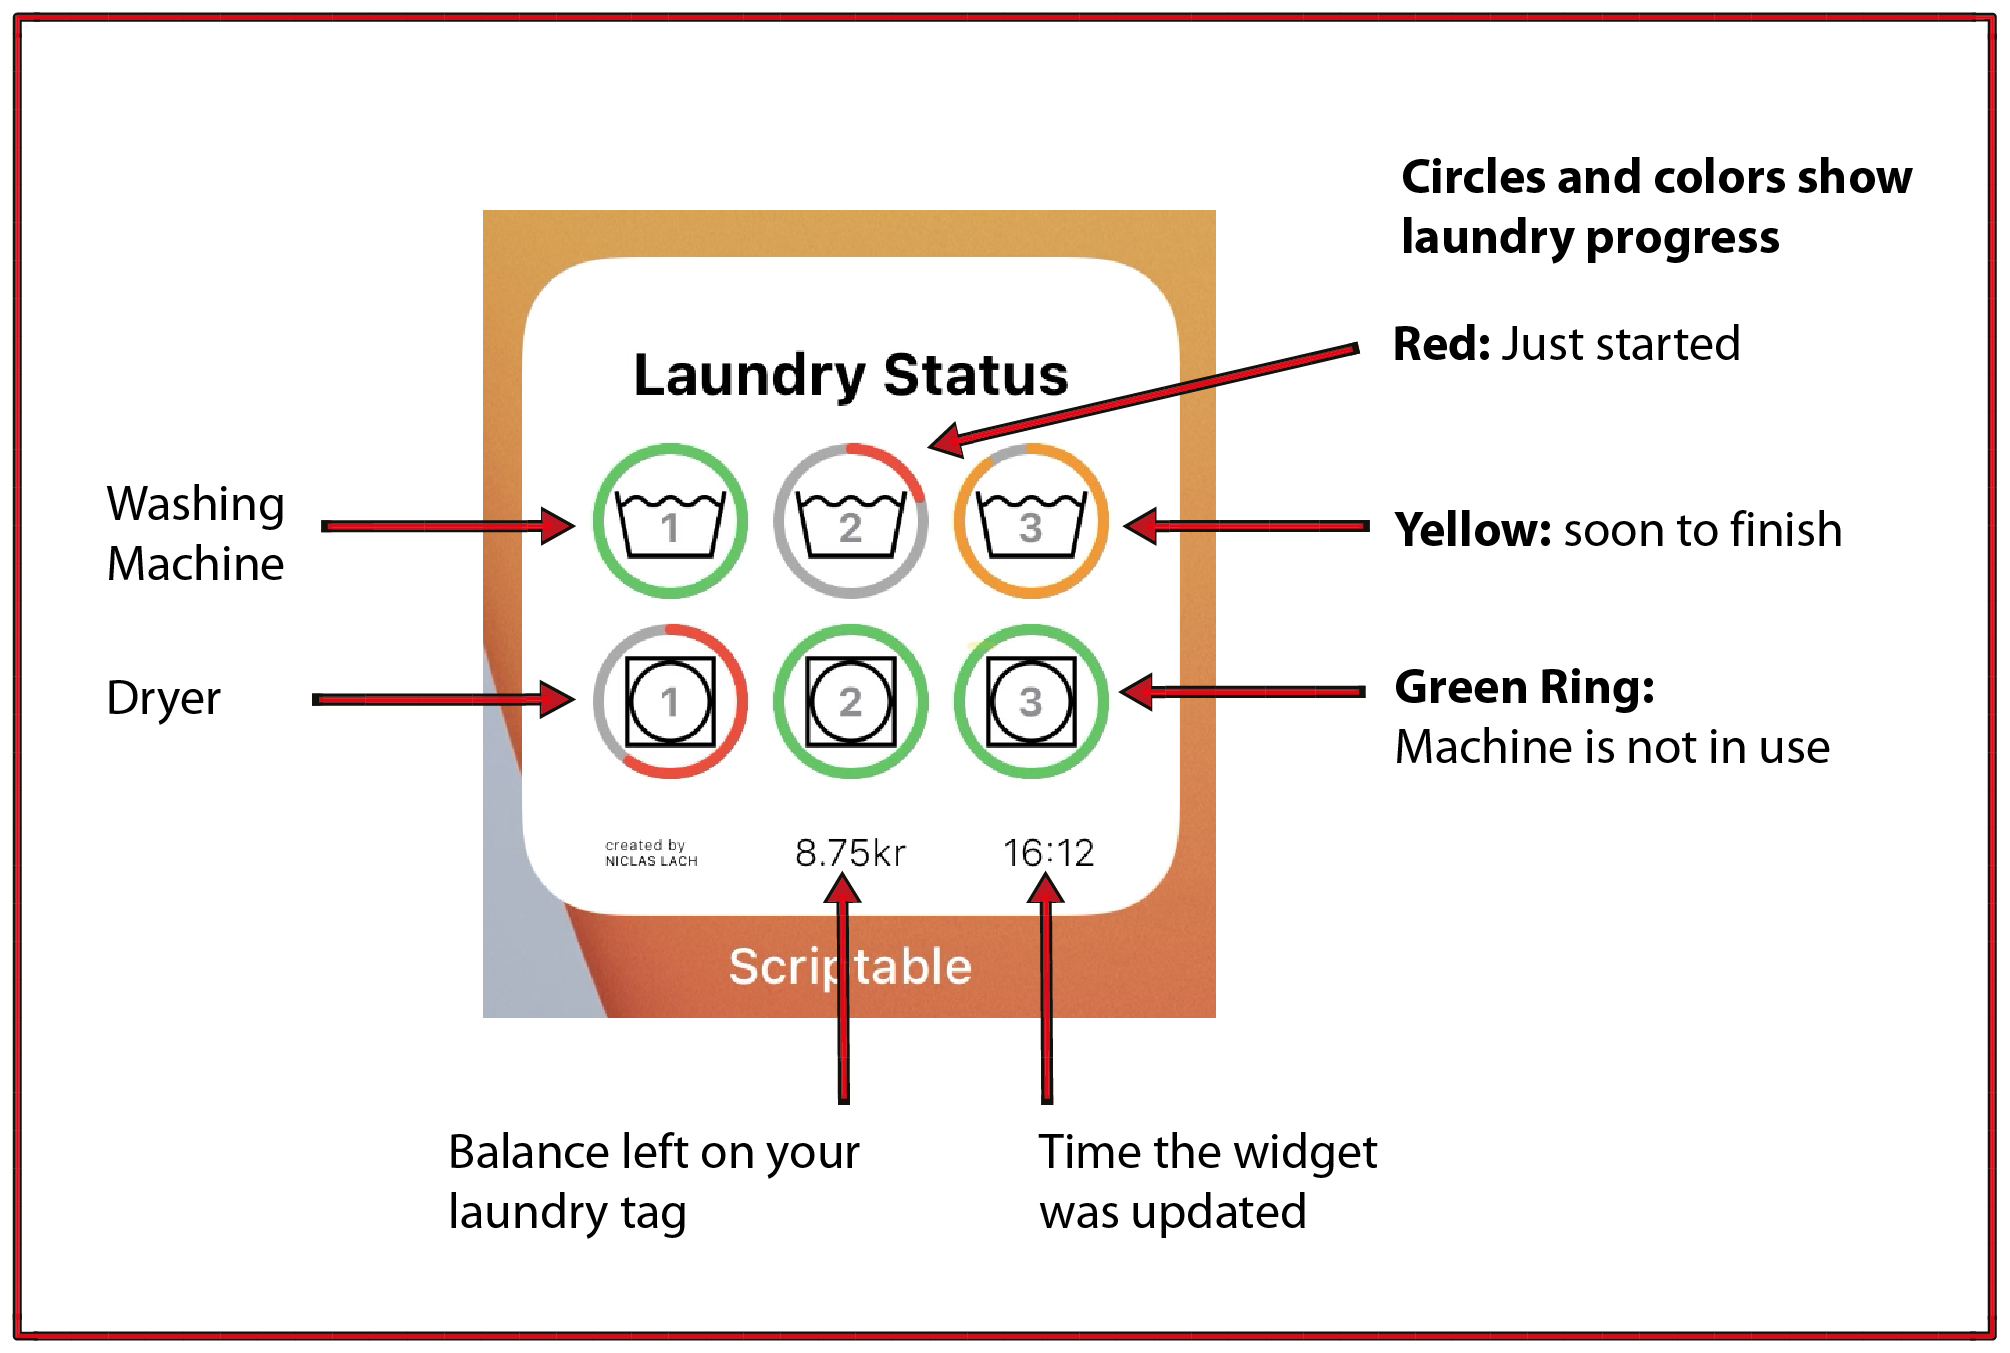 Circles and colors show
laundry progress
Red: Just started
Laundry Status
Washing
Machine
1
2
3
Yellow: soon to finish
Dryer
1
2
3
Green Ring:
Machine is not in use
created by
NICLAS LACH
8.75kr
16:12
Scriptable
Balance left on your
laundry tag
Time the widget
was updated